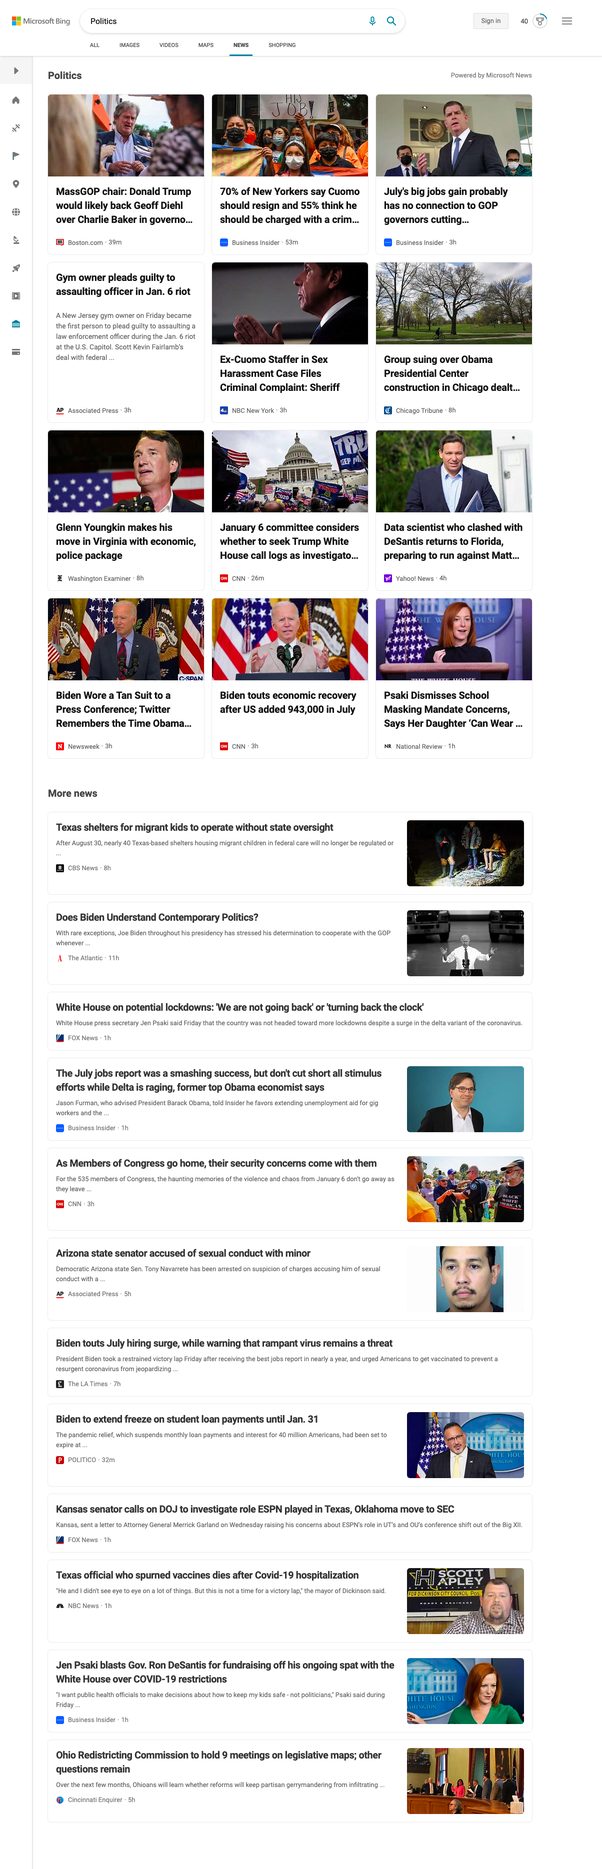 Microsoft Bing
Politics
Sign in
40
ALL
IMAGES
VIDEOS
MAPS
NEWS
SHOPPING
Politics
Powered by Microsoft News
MassGOP chair: Donald Trump
would likely back Geoff Diehl
over Charlie Baker in governo...
Boston.com · 39m
JOB!
70% of New Yorkers say Cuomo
should resign and 55% think he
should be charged with a crim...
Business Insider · 53m
July's big jobs gain probably
has no connection to GOP
governors cutting...
Business Insider · 3h
Gym owner pleads guilty to
assaulting officer in Jan. 6 riot
A New Jersey gym owner on Friday became
the first person to plead guilty to assaulting a
law enforcement officer during the Jan. 6 riot
at the U.S. Capitol. Scott Kevin Fairlamb's
deal with federal ...
AP Associated Press · 3h
Ex-Cuomo Staffer in Sex
Harassment Case Files
Criminal Complaint: Sheriff
NBC New York · 3h
Group suing over Obama
Presidential Center
construction in Chicago dealt...
Chicago Tribune · 8h
Glenn Youngkin makes his
move in Virginia with economic,
police package
Washington Examiner · 8h
TRU
January 6 committee considers
whether to seek Trump White
House call logs as investigato...
CNN · 26m
Data scientist who clashed with
DeSantis returns to Florida,
preparing to run against Matt...
Yahoo! News · 4h
C-SPAN
Biden Wore a Tan Suit to a
Press Conference; Twitter
Remembers the Time Obama...
N Newsweek · 3h
Biden touts economic recovery
after US added 943,000 in July
CNN · 3h
THE WHITE HOUSE
Psaki Dismisses School
Masking Mandate Concerns,
Says Her Daughter 'Can Wear ...
NR National Review · 1h
More news
Texas shelters for migrant kids to operate without state oversight
After August 30, nearly 40 Texas-based shelters housing migrant children in federal care will no longer be regulated or
...
CBS News · 8h
Does Biden Understand Contemporary Politics?
With rare exceptions, Joe Biden throughout his presidency has stressed his determination to cooperate with the GOP
whenever ...
The Atlantic · 11h
White House on potential lockdowns: 'We are not going back' or 'turning back the clock'
White House press secretary Jen Psaki said Friday that the country was not headed toward more lockdowns despite a surge in the delta variant of the coronavirus.
FOX News · 1h
The July jobs report was a smashing success, but don't cut short all stimulus
efforts while Delta is raging, former top Obama economist says
Jason Furman, who advised President Barack Obama, told Insider he favors extending unemployment aid for gig
workers and the ...
Business Insider · 1h
As Members of Congress go home, their security concerns come with them
For the 535 members of Congress, the haunting memories of the violence and chaos from January 6 don't go away as
they leave ...
CNN · 3h
Arizona state senator accused of sexual conduct with minor
Democratic Arizona state Sen. Tony Navarrete has been arrested on suspicion of charges accusing him of sexual
conduct with a ...
AP Associated Press · 5h
Biden touts July hiring surge, while warning that rampant virus remains a threat
President Biden took a restrained victory lap Friday after receiving the best jobs report in nearly a year, and urged Americans to get vaccinated to prevent a
resurgent coronavirus from jeopardizing ...
The LA Times · 7h
Biden to extend freeze on student loan payments until Jan. 31
The pandemic relief, which suspends monthly loan payments and interest for 40 million Americans, had been set to
expire at ...
POLITICO · 32m
Kansas senator calls on DOJ to investigate role ESPN played in Texas, Oklahoma move to SEC
Kansas, sent a letter to Attorney General Merrick Garland on Wednesday raising his concerns about ESPN's role in UT's and OU's conference shift out of the Big XII.
FOX News · 1h
Texas official who spurned vaccines dies after Covid-19 hospitalization
"He and I didn't see eye to eye on a lot of things. But this is not a time for a victory lap," the mayor of Dickinson said.
NBC News · 1h
SCOTT
APLEY
Jen Psaki blasts Gov. Ron DeSantis for fundraising off his ongoing spat with the
White House over COVID-19 restrictions
"I want public health officials to make decisions about how to keep my kids safe - not politicians," Psaki said during
Friday ...
Business Insider · 1h
Ohio Redistricting Commission to hold 9 meetings on legislative maps; other
questions remain
Over the next few months, Ohioans will learn whether reforms will keep partisan gerrymandering from infiltrating ...
Cincinnati Enquirer · 5h